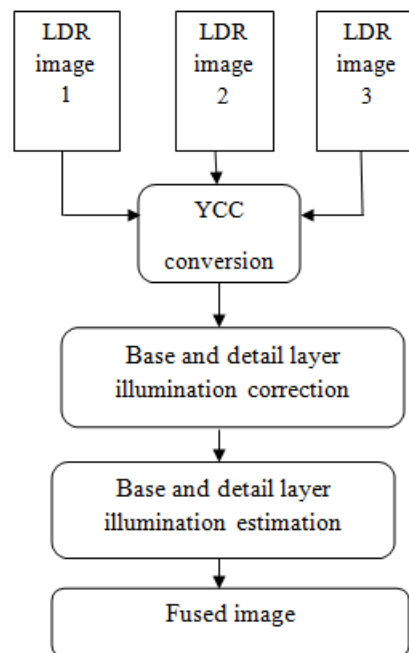 LDR
image
1
LDR
image
2
LDR
image
3
YCC
conversion
Base and detail layer
illumination correction
Base and detail layer
illumination estimation
Fused image